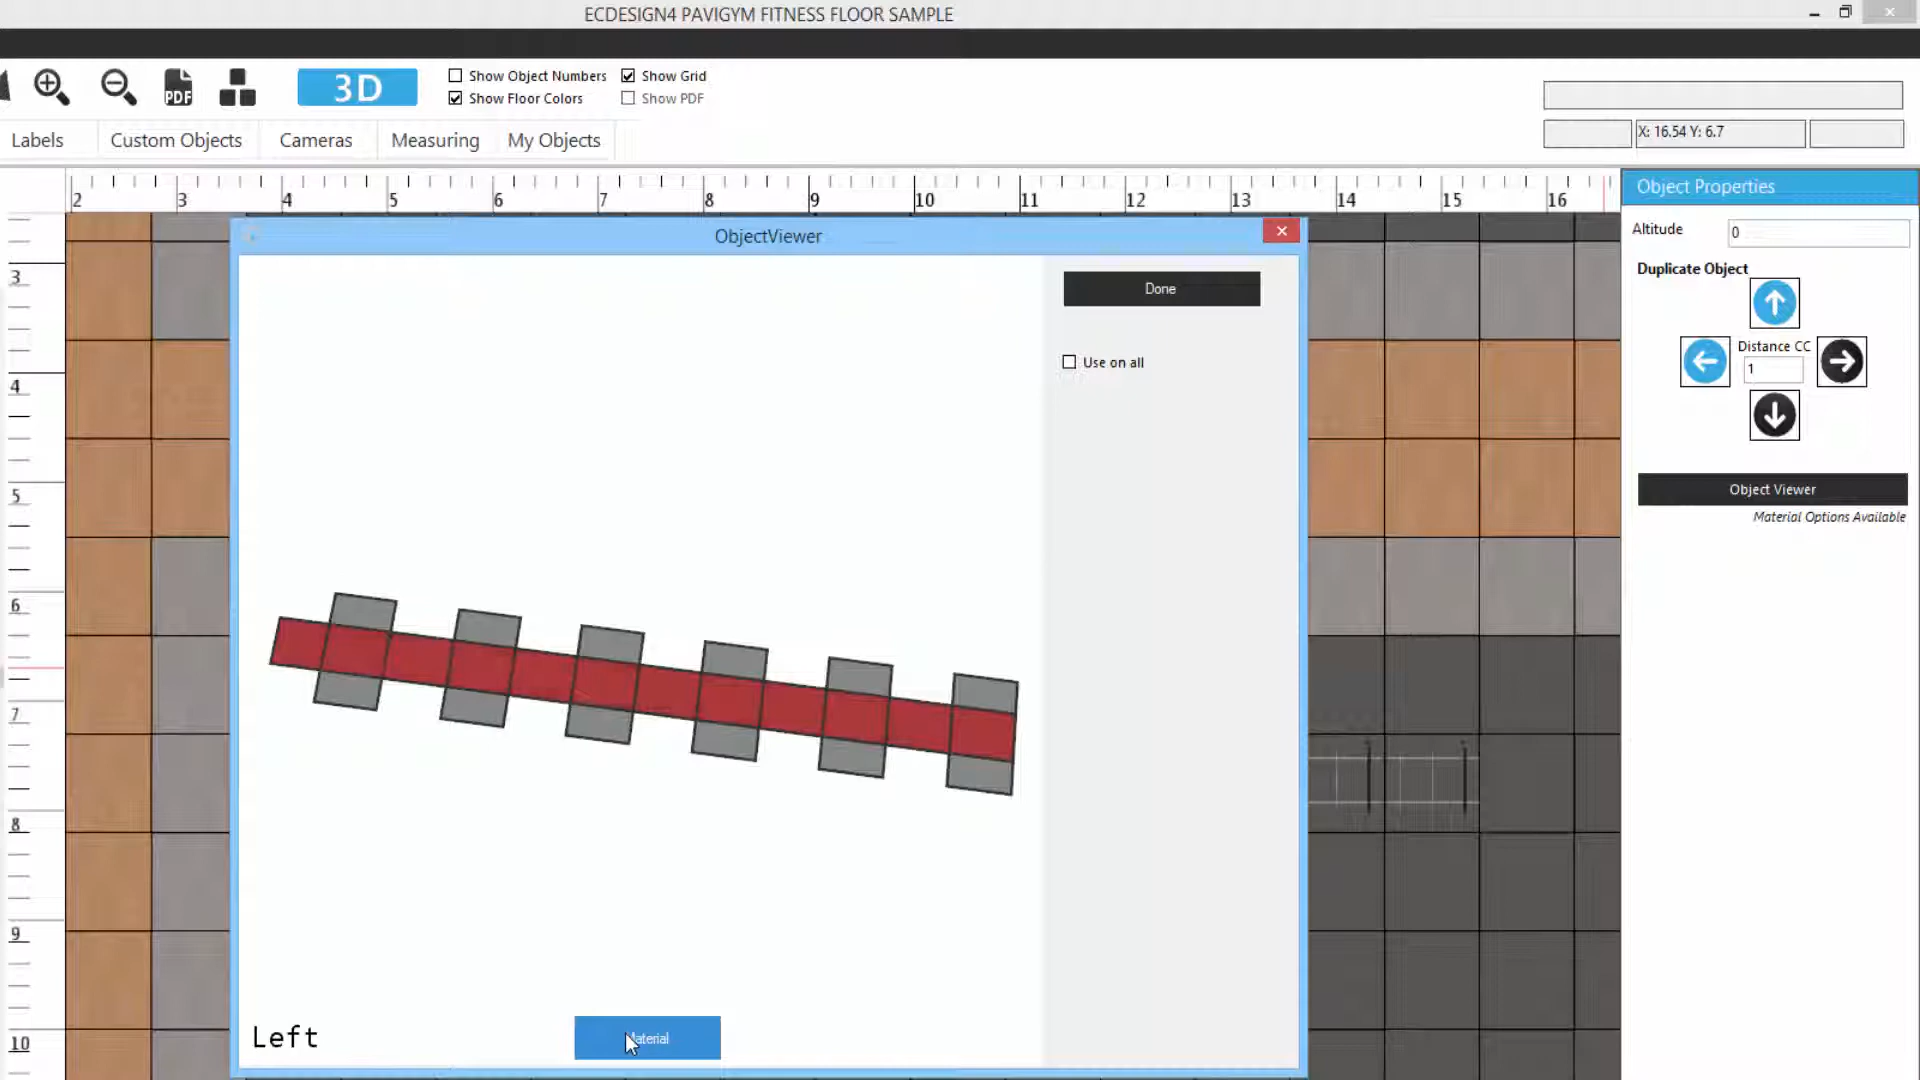 ECDESIGN4 PAVIGYM FITNESS FLOOR SAMPLE
PDF
3D
Show Object Numbers
Show Grid
Show Floor Colors
Show PDF
X: 16.54 Y: 6.7
Labels
Custom Objects
Cameras
Measuring
My Objects
2 3 4 5 6 7 8 9 10 11 12 13 14 15 16
Object Properties
Altitude
0
Duplicate Object
Distance CC
1
Object Viewer
Material Options Available
ObjectViewer
Done
Use on all
3
4
5
6
7
8
9
10
Left